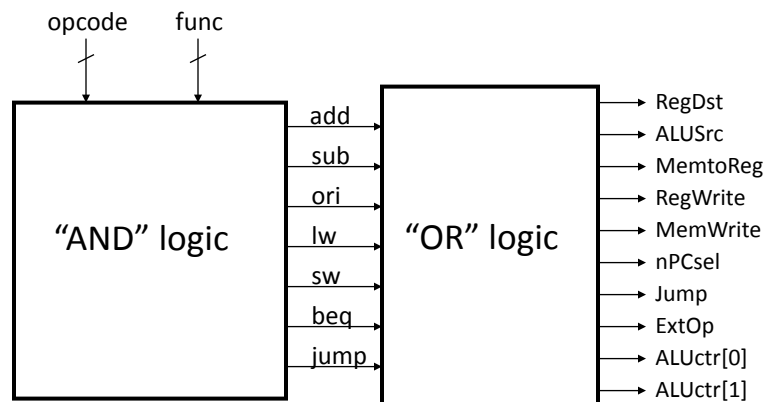 opcode func
"AND" logic
add
sub
ori
lw
sw
beq
jump
"OR" logic
RegDst
ALUSrc
MemtoReg
RegWrite
MemWrite
nPCsel
Jump
ExtOp
ALUctr[0]
ALUctr[1]